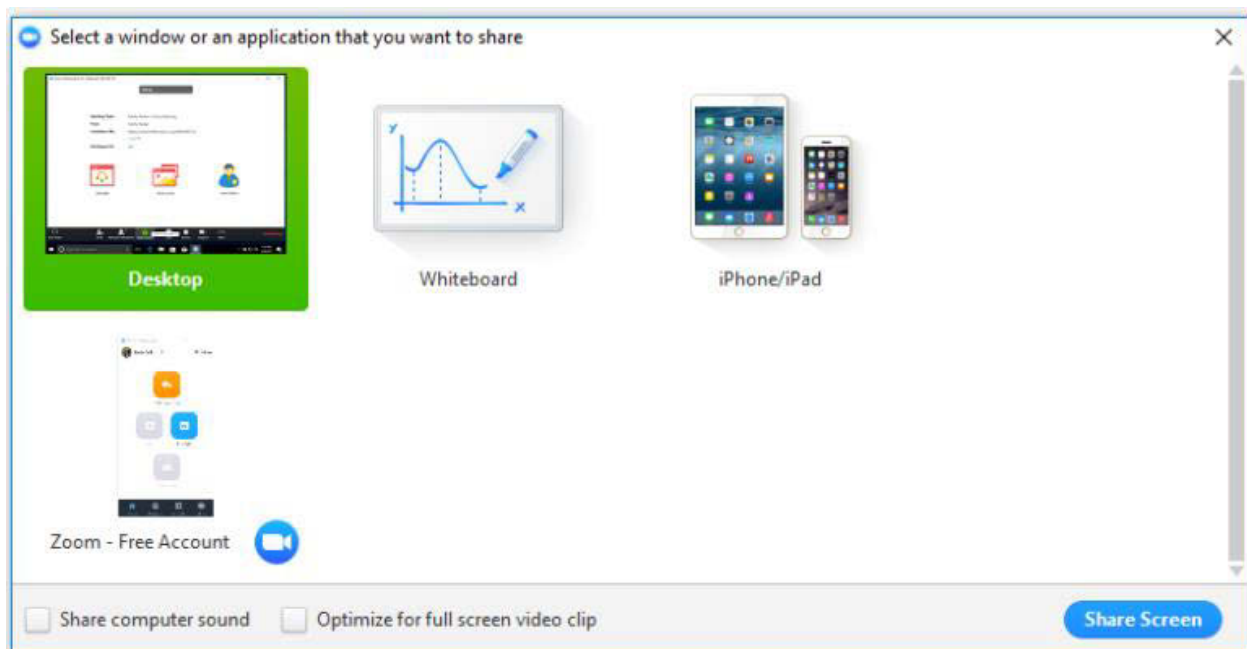 Select a window or an application that you want to share
Desktop
Whiteboard
iPhone/iPad
Zoom - Free Account
Share computer sound
Optimize for full screen video clip
Share Screen